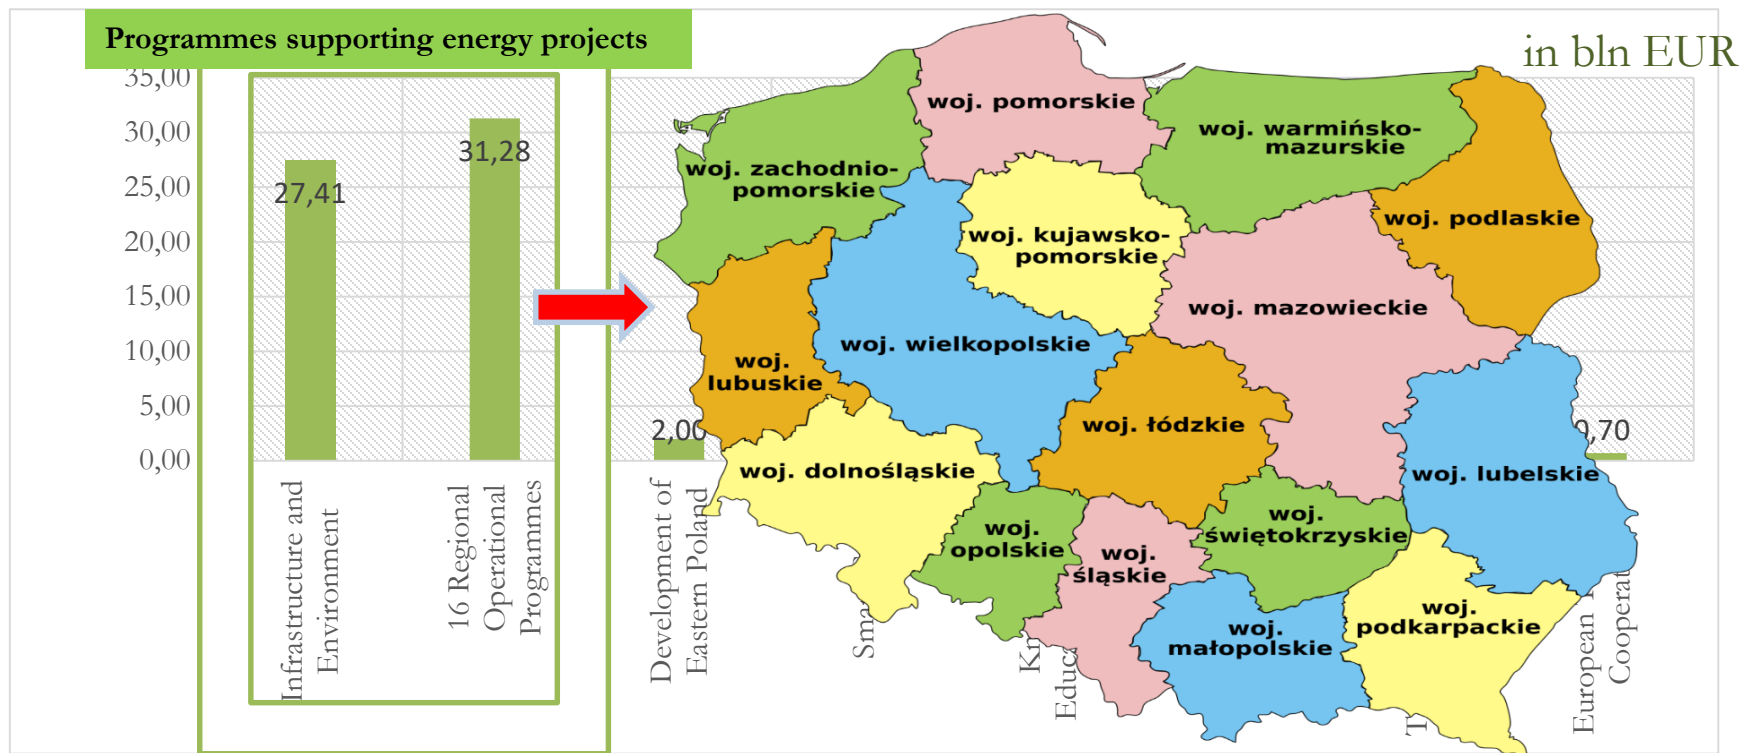 Programmes supporting energy projects
in bln EUR
35,00
30,00
25,00
20,00
15,00
10,00
5,00
0,00
27,41
31,28
2,00
0,70
Infrastructure and
Environment
16 Regional
Operational
Programmes
Development of
Eastern Poland
European
Cooperat
woj. pomorskie
woj. warmińsko-
mazurskie
woj. zachodnio-
pomorskie
woj. podlaskie
woj. kujawsko-
pomorskie
woj. mazowieckie
woj. wielkopolskie
woj.
lubuskie
woj. łódzkie
woj. dolnośląskie
woj. lubelskie
woj.
opolskie
woj.
śląskie
woj.
świętokrzyskie
woj.
małopolskie
woj.
podkarpackie